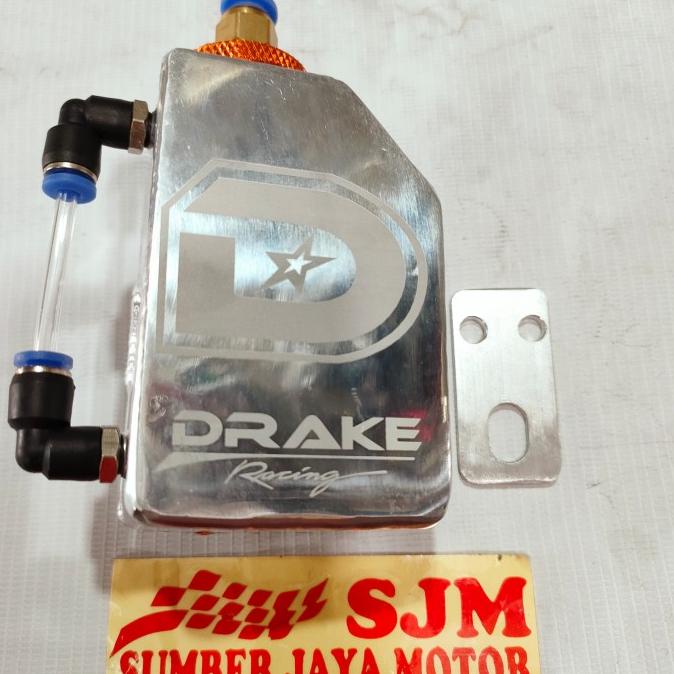 D
DRAKE
Racing
SJM
SUMBER JAYA MOTOR